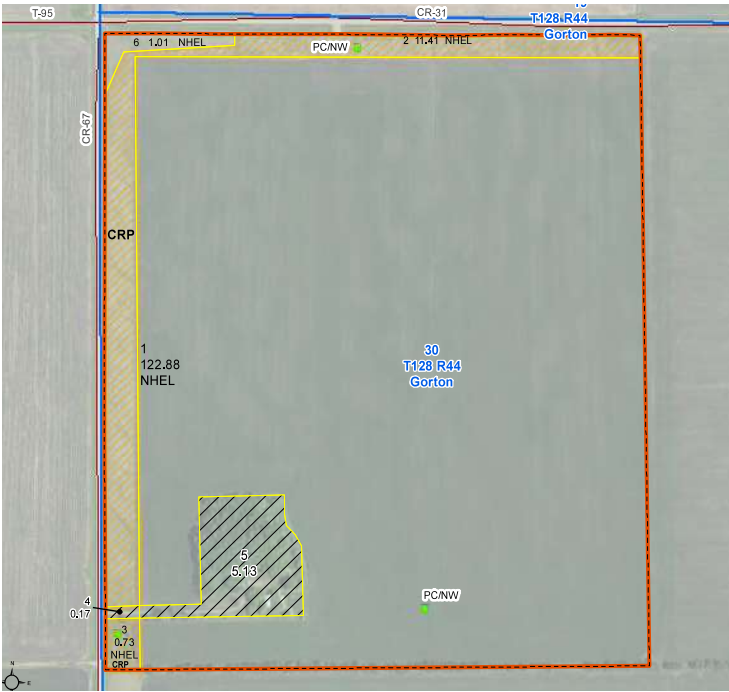 T-95
CR-31
T128 R44
Gorton
6 1.01 NHEL
PC/NW
2 11.41 NHEL
CR-67
CRP
1
122.88
NHEL
30
T128 R44
Gorton
5
5.13
4
0.17
PC/NW
3
0.73
NHEL
CRP
N
E